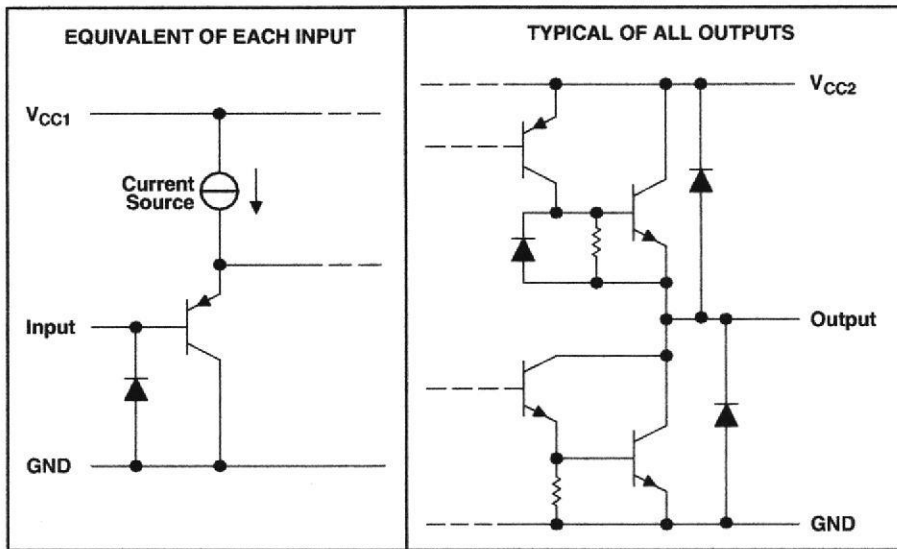 EQUIVALENT OF EACH INPUT
VCC1
Current
Source
Input
GND
TYPICAL OF ALL OUTPUTS
VCC2
Output
GND